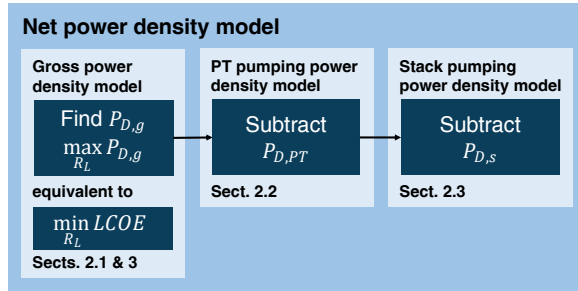 Net power density model
Gross power
density model
Find P_{D,g}
max P_{D,g}
R_L
equivalent to
min LCOE
R_L
Sects. 2.1 & 3
PT pumping power
density model
Subtract
P_{D,PT}
Sect. 2.2
Stack pumping
power density model
Subtract
P_{D,s}
Sect. 2.3